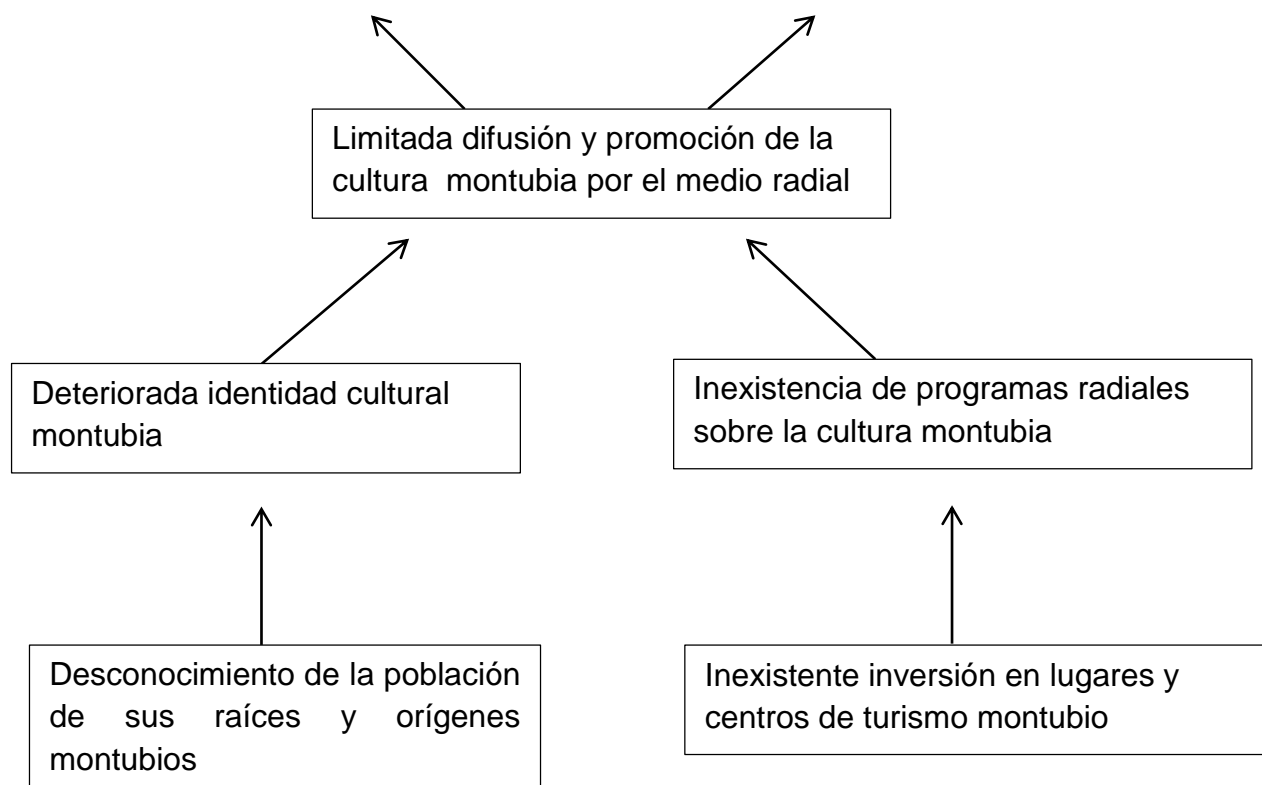 Limitada difusión y promoción de la
cultura montubia por el medio radial
Deteriorada identidad cultural
montubia
Inexistencia de programas radiales
sobre la cultura montubia
Desconocimiento de la población
de sus raíces y orígenes
montubios
Inexistente inversión en lugares y
centros de turismo montubio